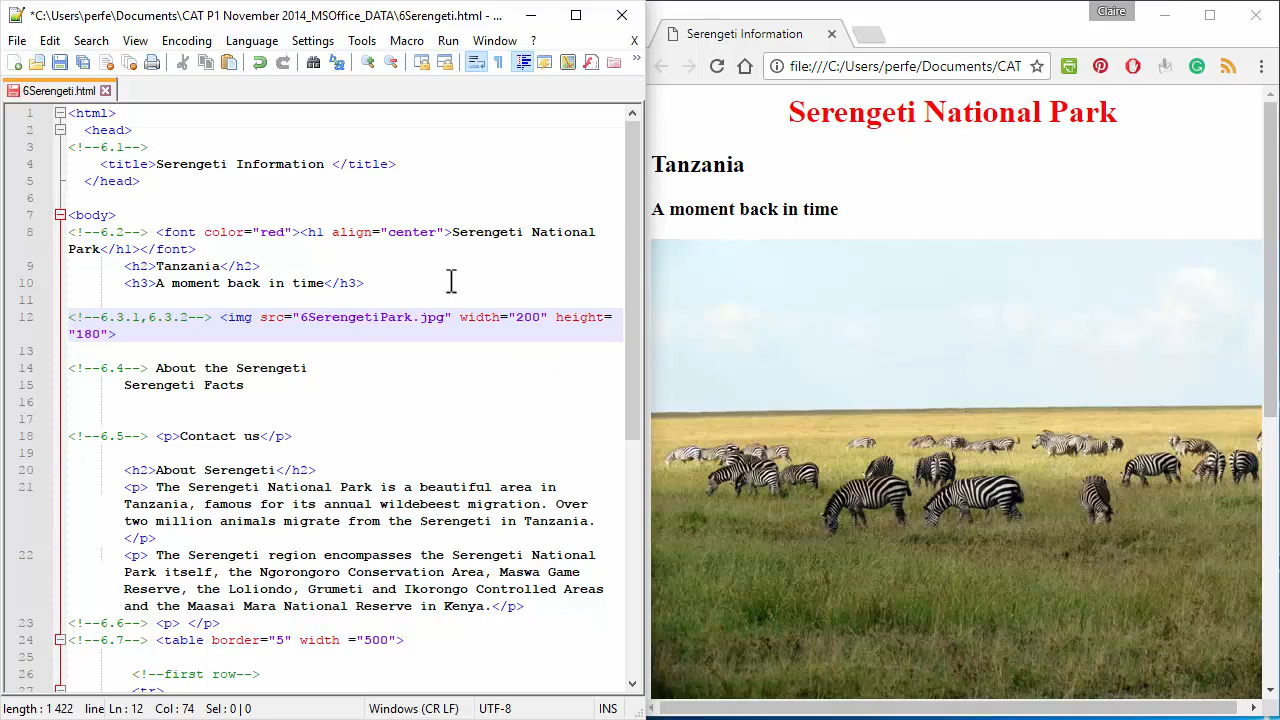 *C:\Users\perfe\Documents\CAT P1 November 2014_MSOffice_DATA\6Serengeti.html - ...
File Edit Search View Encoding Language Settings Tools Macro Run Window ? X
6Serengeti.html
1 <html>
2 <head>
3 <!--6.1-->
4 <title>Serengeti Information </title>
5 </head>
6
7 <body>
8 <!--6.2--> <font color="red"><h1 align="center">Serengeti National
Park</h1></font>
9 <h2>Tanzania</h2>
10 <h3>A moment back in time</h3>
11
12 <!--6.3.1,6.3.2--> <img src="6SerengetiPark.jpg" width="200" height=
"180">
13
14 <!--6.4--> About the Serengeti
15 Serengeti Facts
16
17
18 <!--6.5--> <p>Contact us</p>
19
20 <h2>About Serengeti</h2>
21 <p> The Serengeti National Park is a beautiful area in
Tanzania, famous for its annual wildebeest migration. Over
two million animals migrate from the Serengeti in Tanzania.
</p>
22 <p> The Serengeti region encompasses the Serengeti National
Park itself, the Ngorongoro Conservation Area, Maswa Game
Reserve, the Loliondo, Grumeti and Ikorongo Controlled Areas
and the Maasai Mara National Reserve in Kenya.</p>
23 <!--6.6--> <p> </p>
24 <!--6.7--> <table border="5" width ="500">
25
26 <!--first row-->
27 <tr>
length : 1 422 line Ln : 12 Col : 74 Sel : 0 | 0 Windows (CR LF) UTF-8 INS
Claire
Serengeti Information
file:///C:/Users/perfe/Documents/CAT
Serengeti National Park
Tanzania
A moment back in time